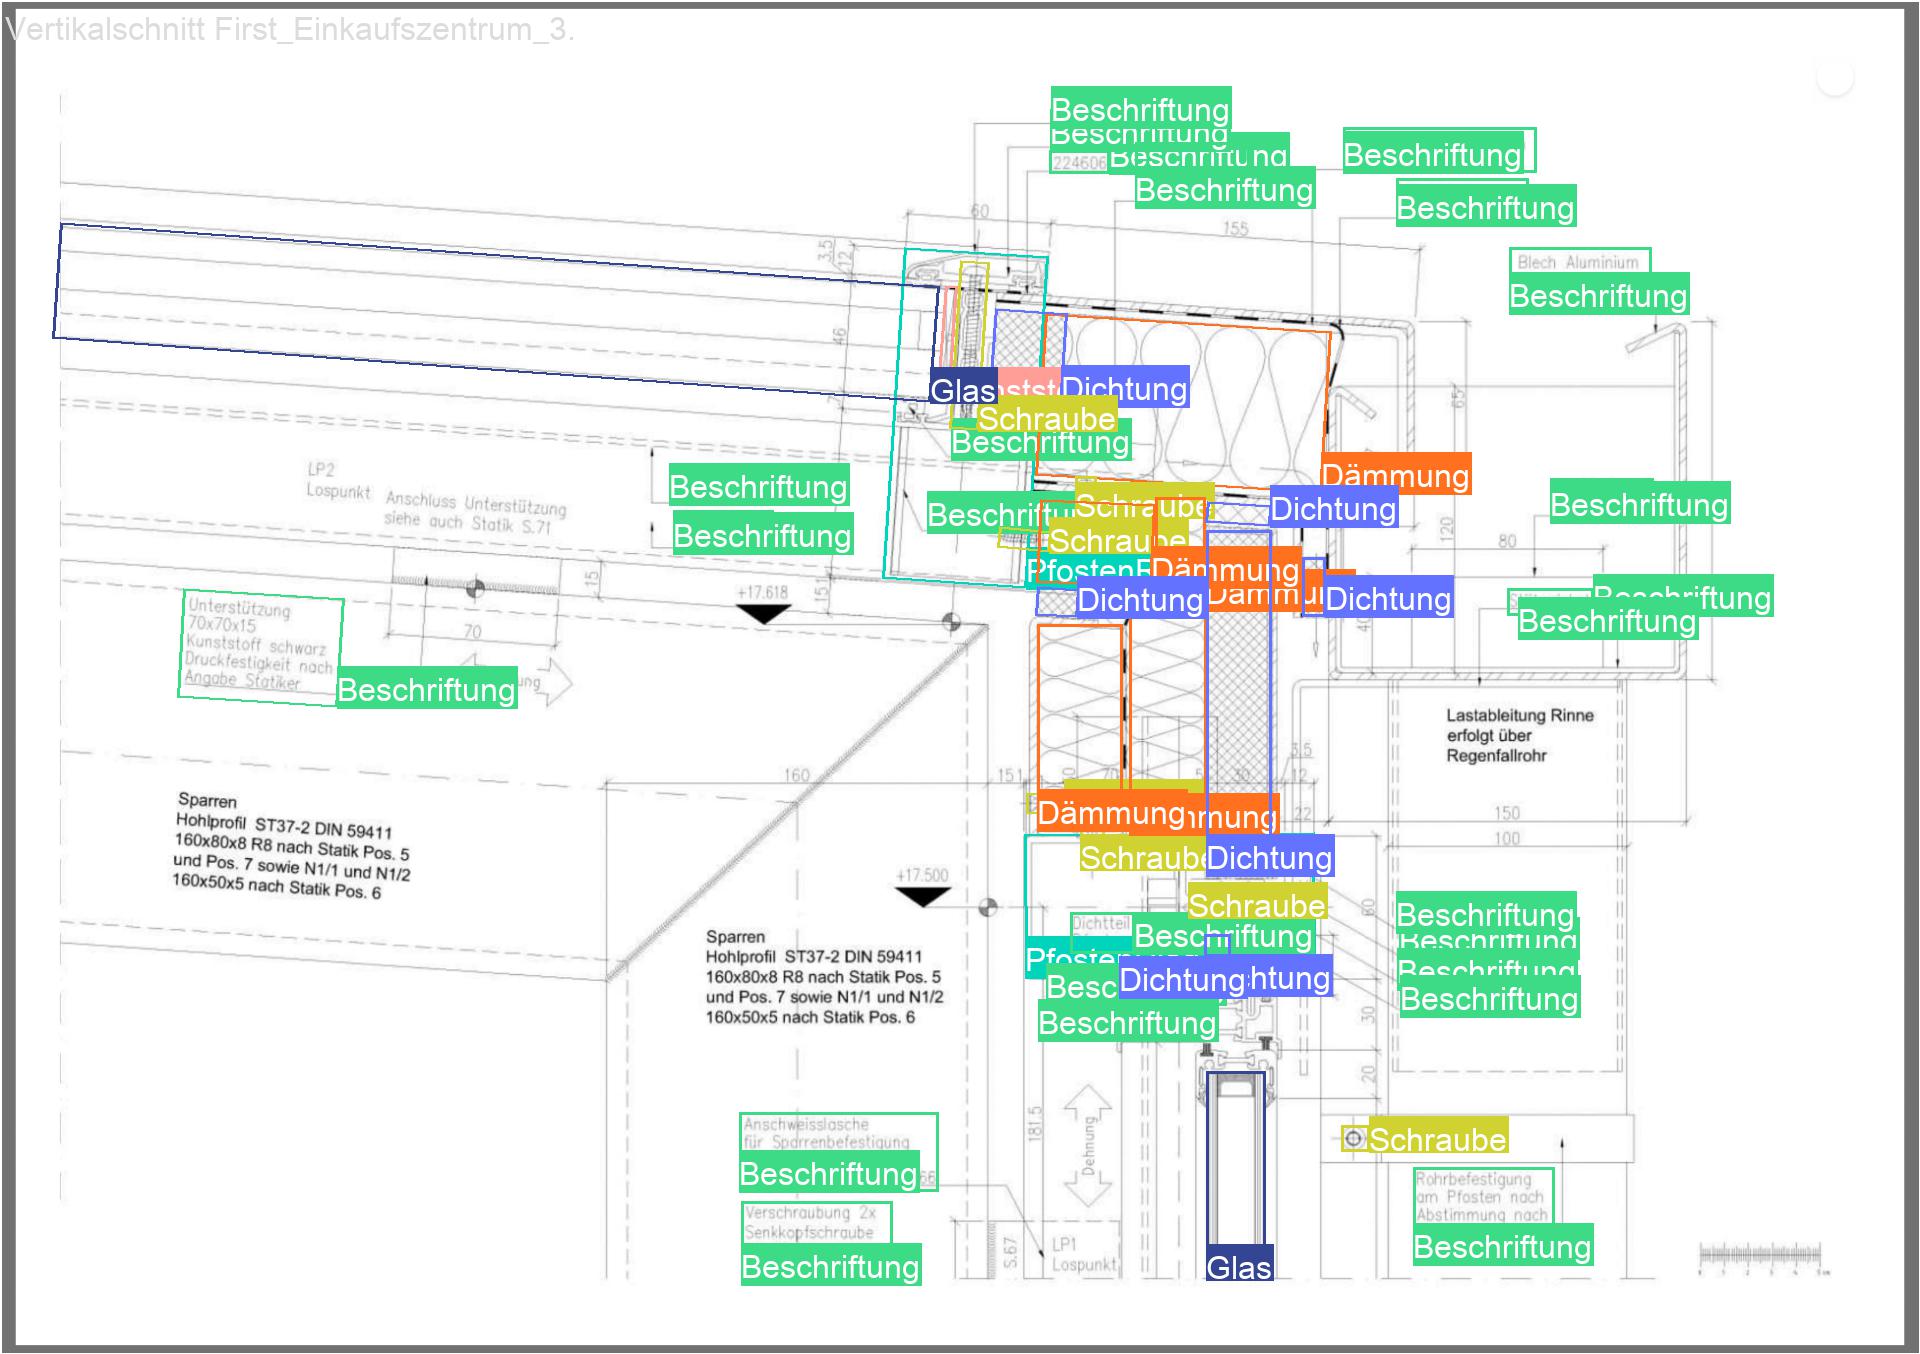 Vertikalschnitt First_Einkaufszentrum_3.
Beschriftung
Beschriftung
Beschriftung
224606
Beschriftung
Beschriftung
Beschriftung
60
155
3.5
12
Blech Aluminium
Beschriftung
46
Glas
Dichtung
Schraube
Beschriftung
65
LP2
Lospunkt
Anschluss Unterstützung
siehe auch Statik S.71
Beschriftung
Beschriftung
Dämmung
Beschriftung
Schraube
Dichtung
Beschriftung
Schraube
120
80
Dämmung
Dichtung
Dichtung
Beschriftung
Beschriftung
40
15
15
+17.618
70
Unterstützung
70x70x15
Kunststoff schwarz
Druckfestigkeit nach
Angabe Statiker
Beschriftung
Lastableitung Rinne
erfolgt über
Regenfallrohr
3.5
160
15
12
22
150
100
Sparren
Hohlprofil ST37-2 DIN 59411
160x80x8 R8 nach Statik Pos. 5
und Pos. 7 sowie N1/1 und N1/2
160x50x5 nach Statik Pos. 6
Dämmung
Schraube
Dichtung
+17.500
Schraube
60
Beschriftung
Beschriftung
Beschriftung
Beschriftung
Dichtteil
Beschriftung
Dichtung
Beschriftung
Sparren
Hohlprofil ST37-2 DIN 59411
160x80x8 R8 nach Statik Pos. 5
und Pos. 7 sowie N1/1 und N1/2
160x50x5 nach Statik Pos. 6
30
20
181.5
Dehnung
Anschweisslasche
für Sparrenbefestigung
Beschriftung
Verschraubung 2x
Senkkopfschraube
Beschriftung
S.67
LP1
Lospunkt
Glas
Schraube
Rohrbefestigung
am Pfosten nach
Abstimmung nach
Beschriftung